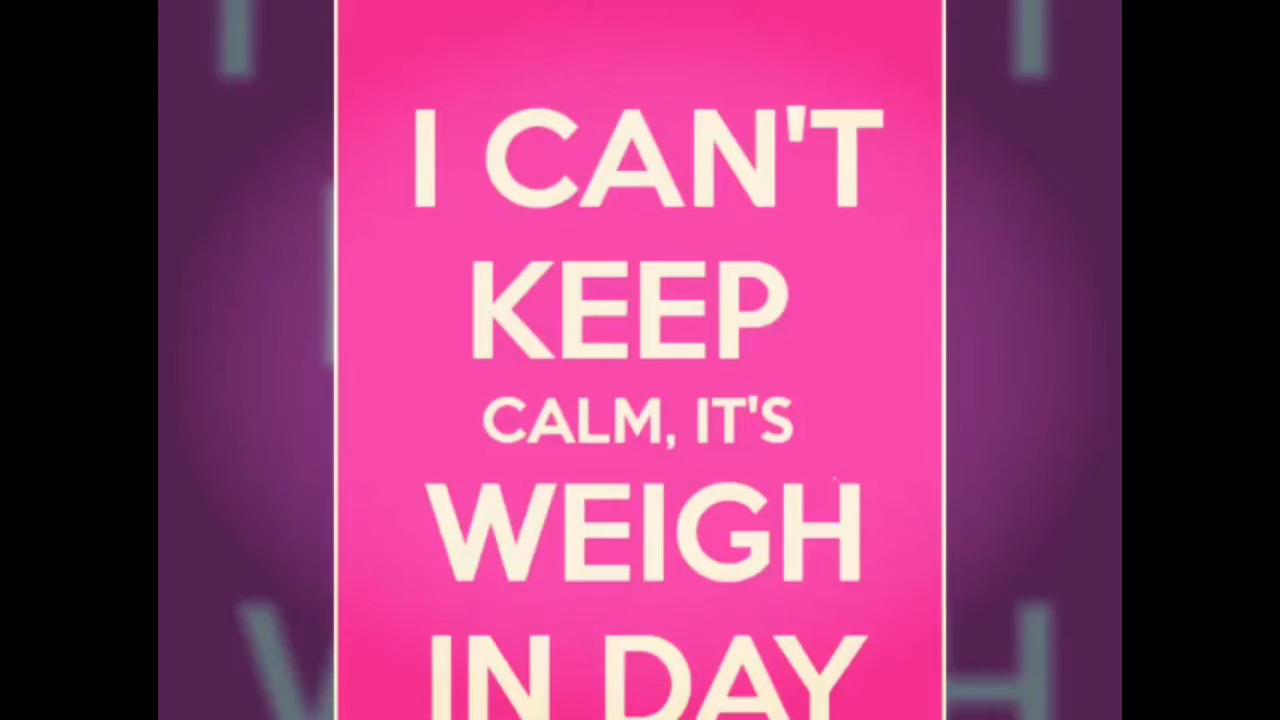 I CAN'T
KEEP
CALM, IT'S
WEIGH
IN DAY